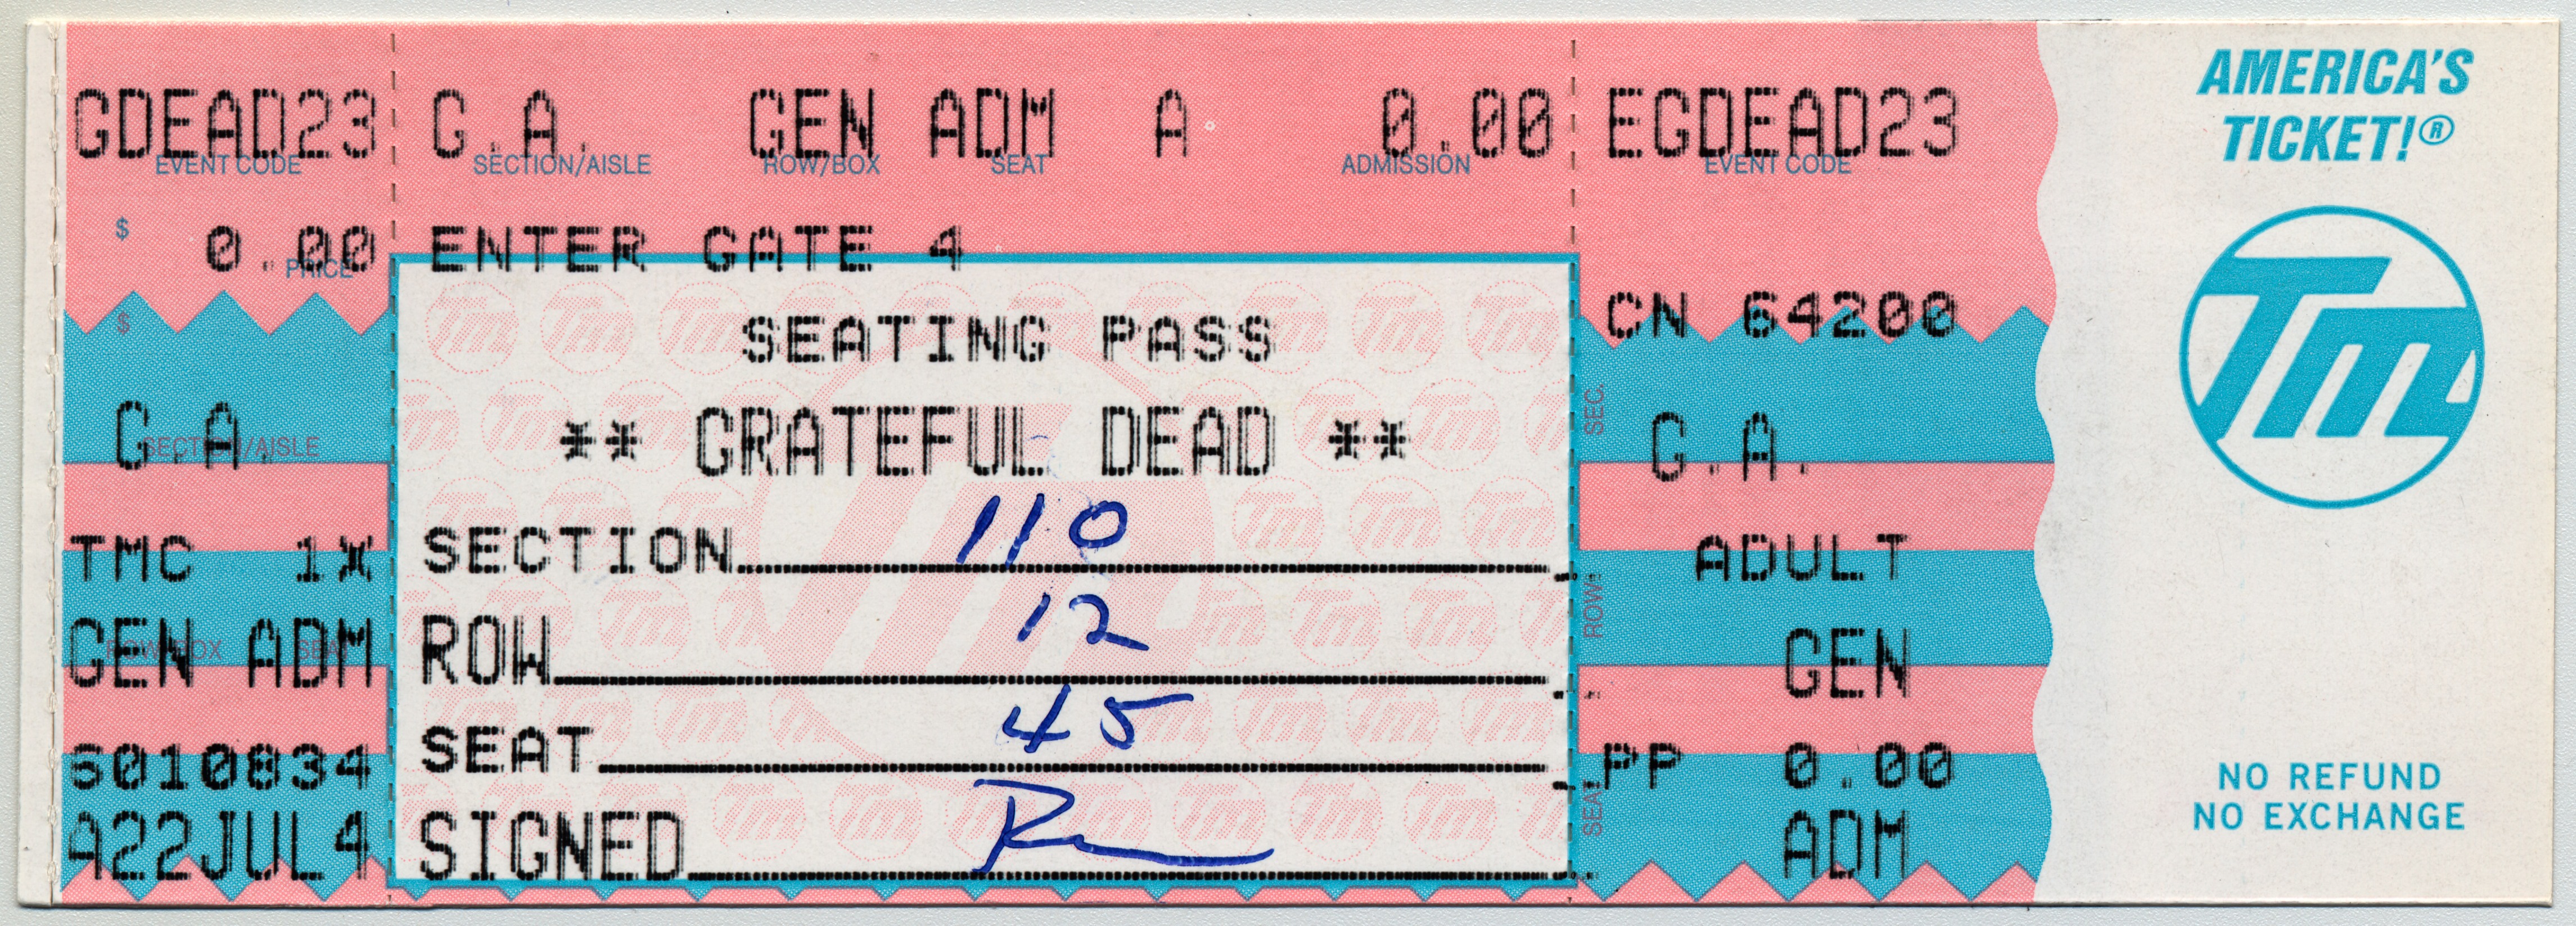 GDEAD23 G.A. GEN ADM A 0.00 EGDEAD23
EVENT CODE SECTION/AISLE ROW/BOX SEAT ADMISSION EVENT CODE
$ 0.00 ENTER GATE 4
PRICE
$
SEATING PASS
CN 64200
** GRATEFUL DEAD **
G.A.
SECTION/AISLE
SEC.
G.A.
SECTION 110
TMC 1X
ADULT
ROW 12
GEN ADM
ROW/BOX SEAT
ROW
GEN
SEAT 45
6010834
PP 0.00
SEAT
SIGNED
A22JUL4
ADM
AMERICA'S
TICKET!®
Tm
NO REFUND
NO EXCHANGE